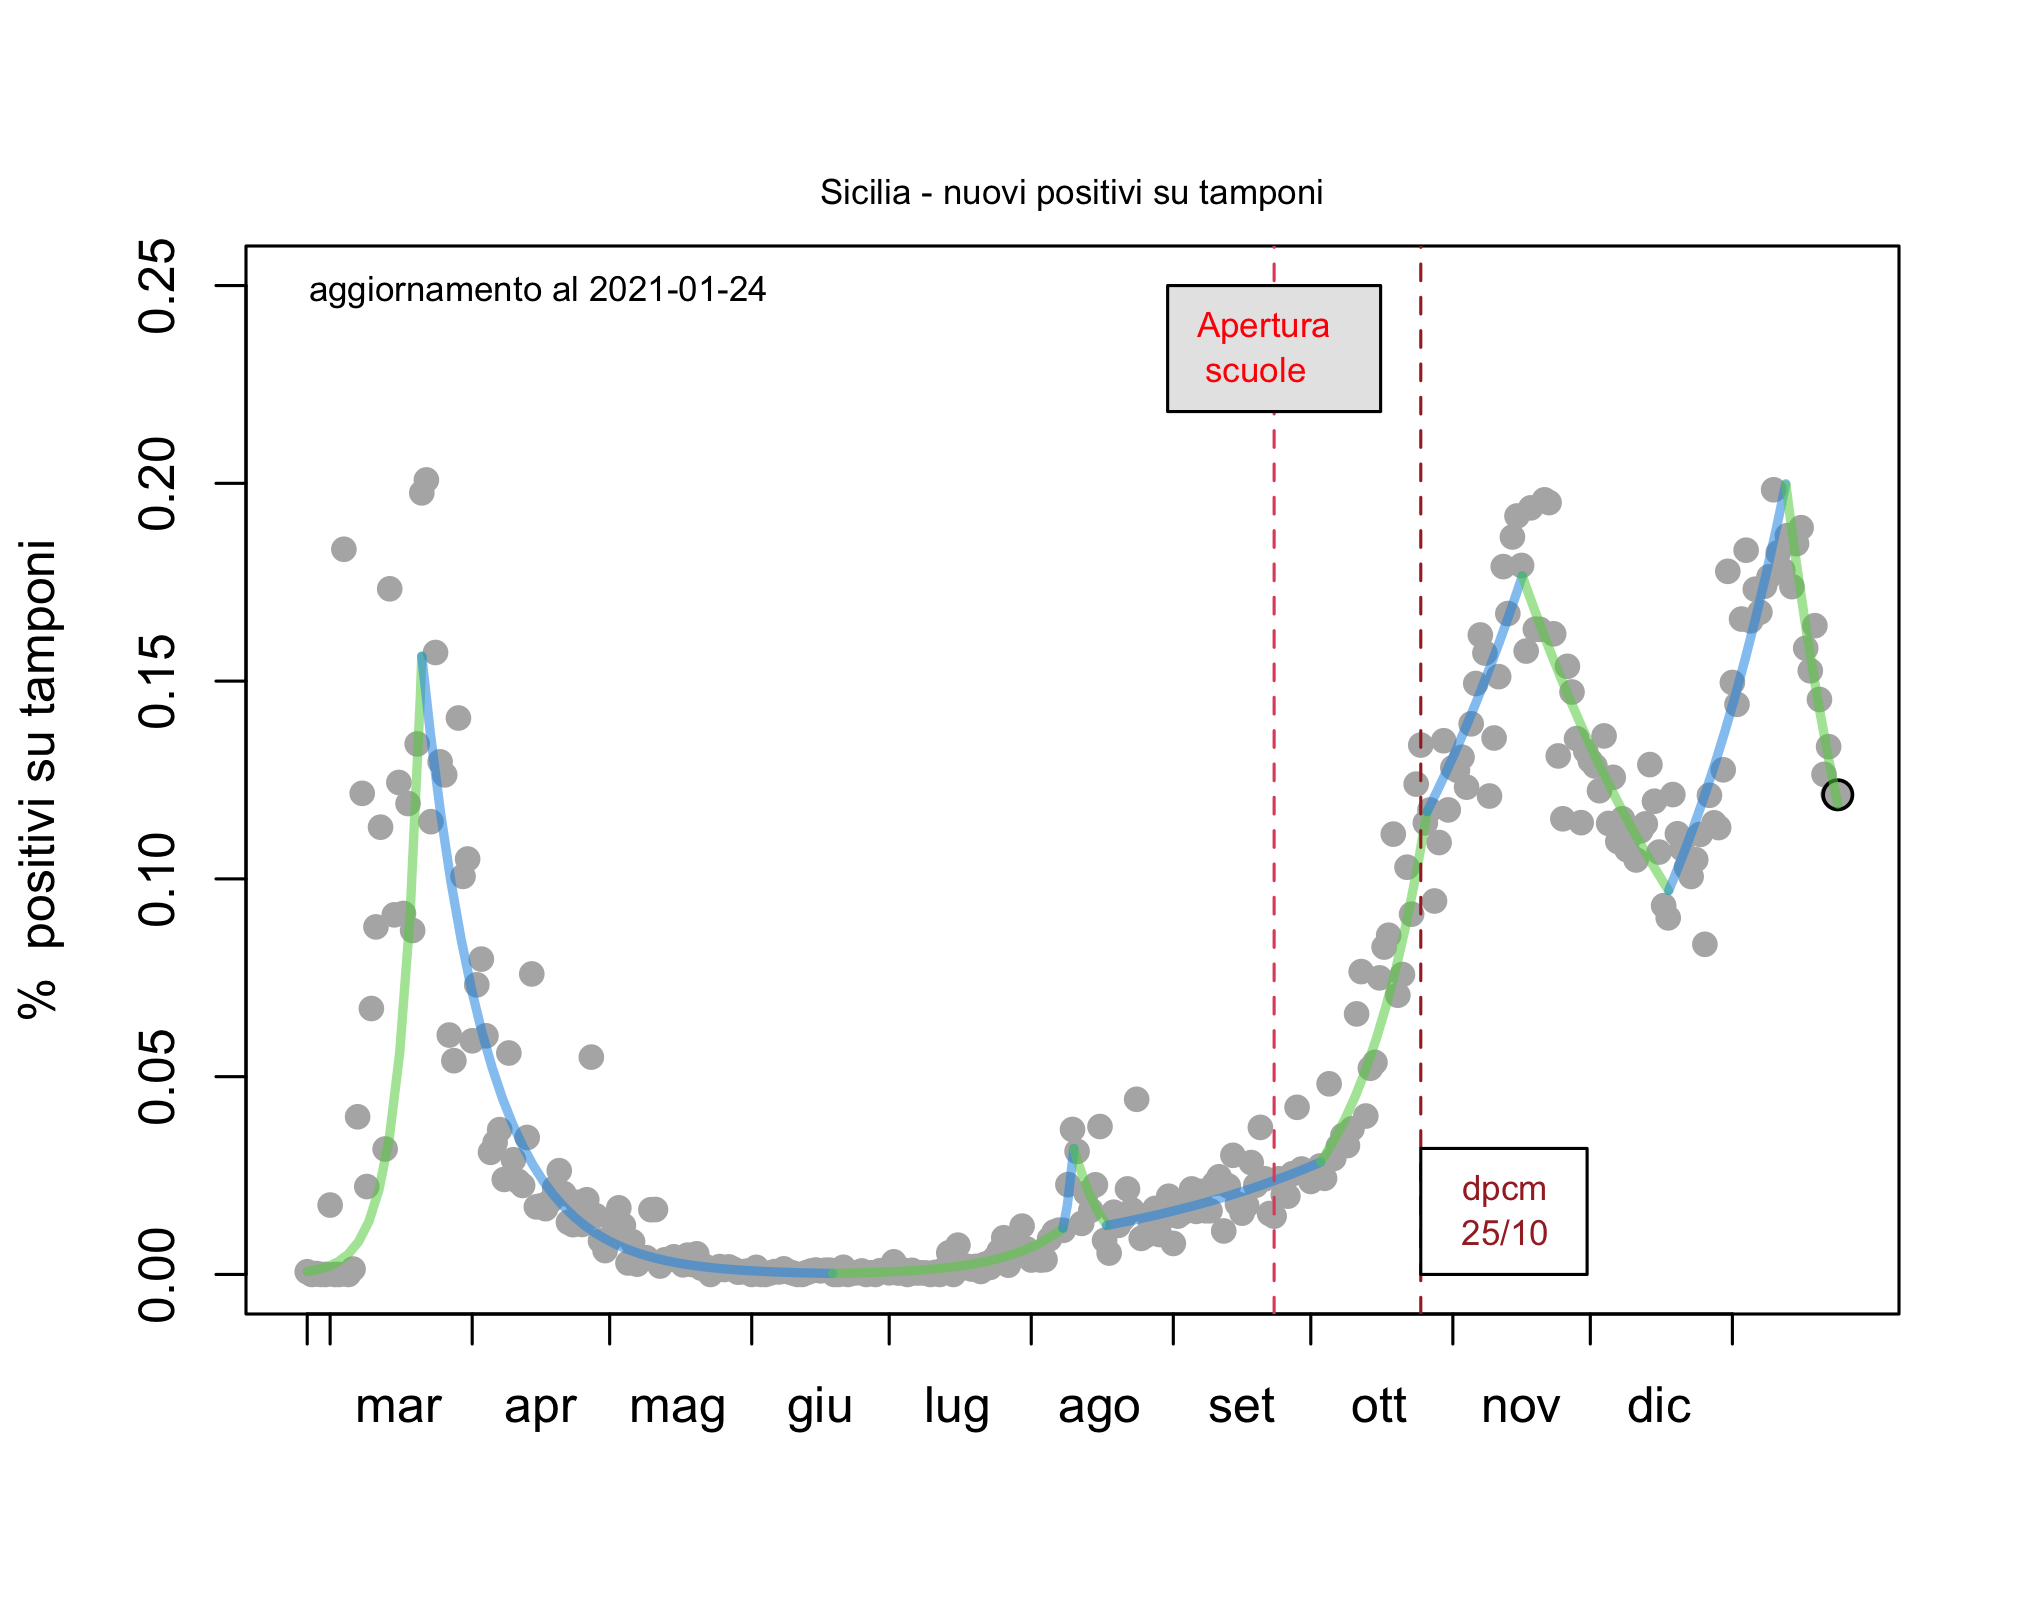 Sicilia - nuovi positivi su tamponi
aggiornamento al 2021-01-24
Apertura
scuole
% positivi su tamponi
0.25
0.20
0.15
0.10
0.05
0.00
dpcm
25/10
mar apr mag giu lug ago set ott nov dic